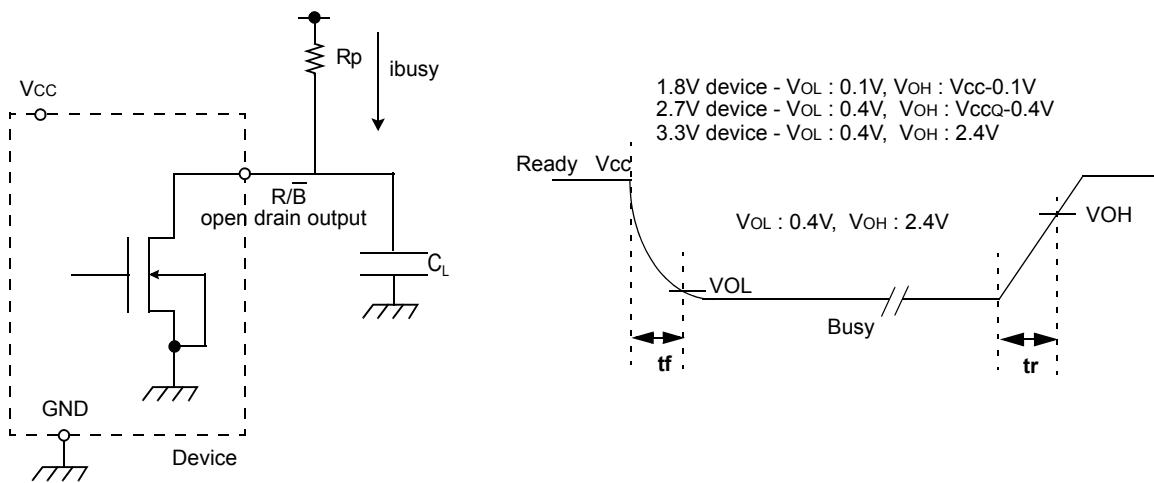 Rp
ibusy
VCC
R/B̅
open drain output
CL
GND
Device
1.8V device - VOL : 0.1V, VOH : Vcc-0.1V
2.7V device - VOL : 0.4V, VOH : VccQ-0.4V
3.3V device - VOL : 0.4V, VOH : 2.4V
Ready Vcc
VOL : 0.4V, VOH : 2.4V
VOH
VOL
Busy
tf
tr